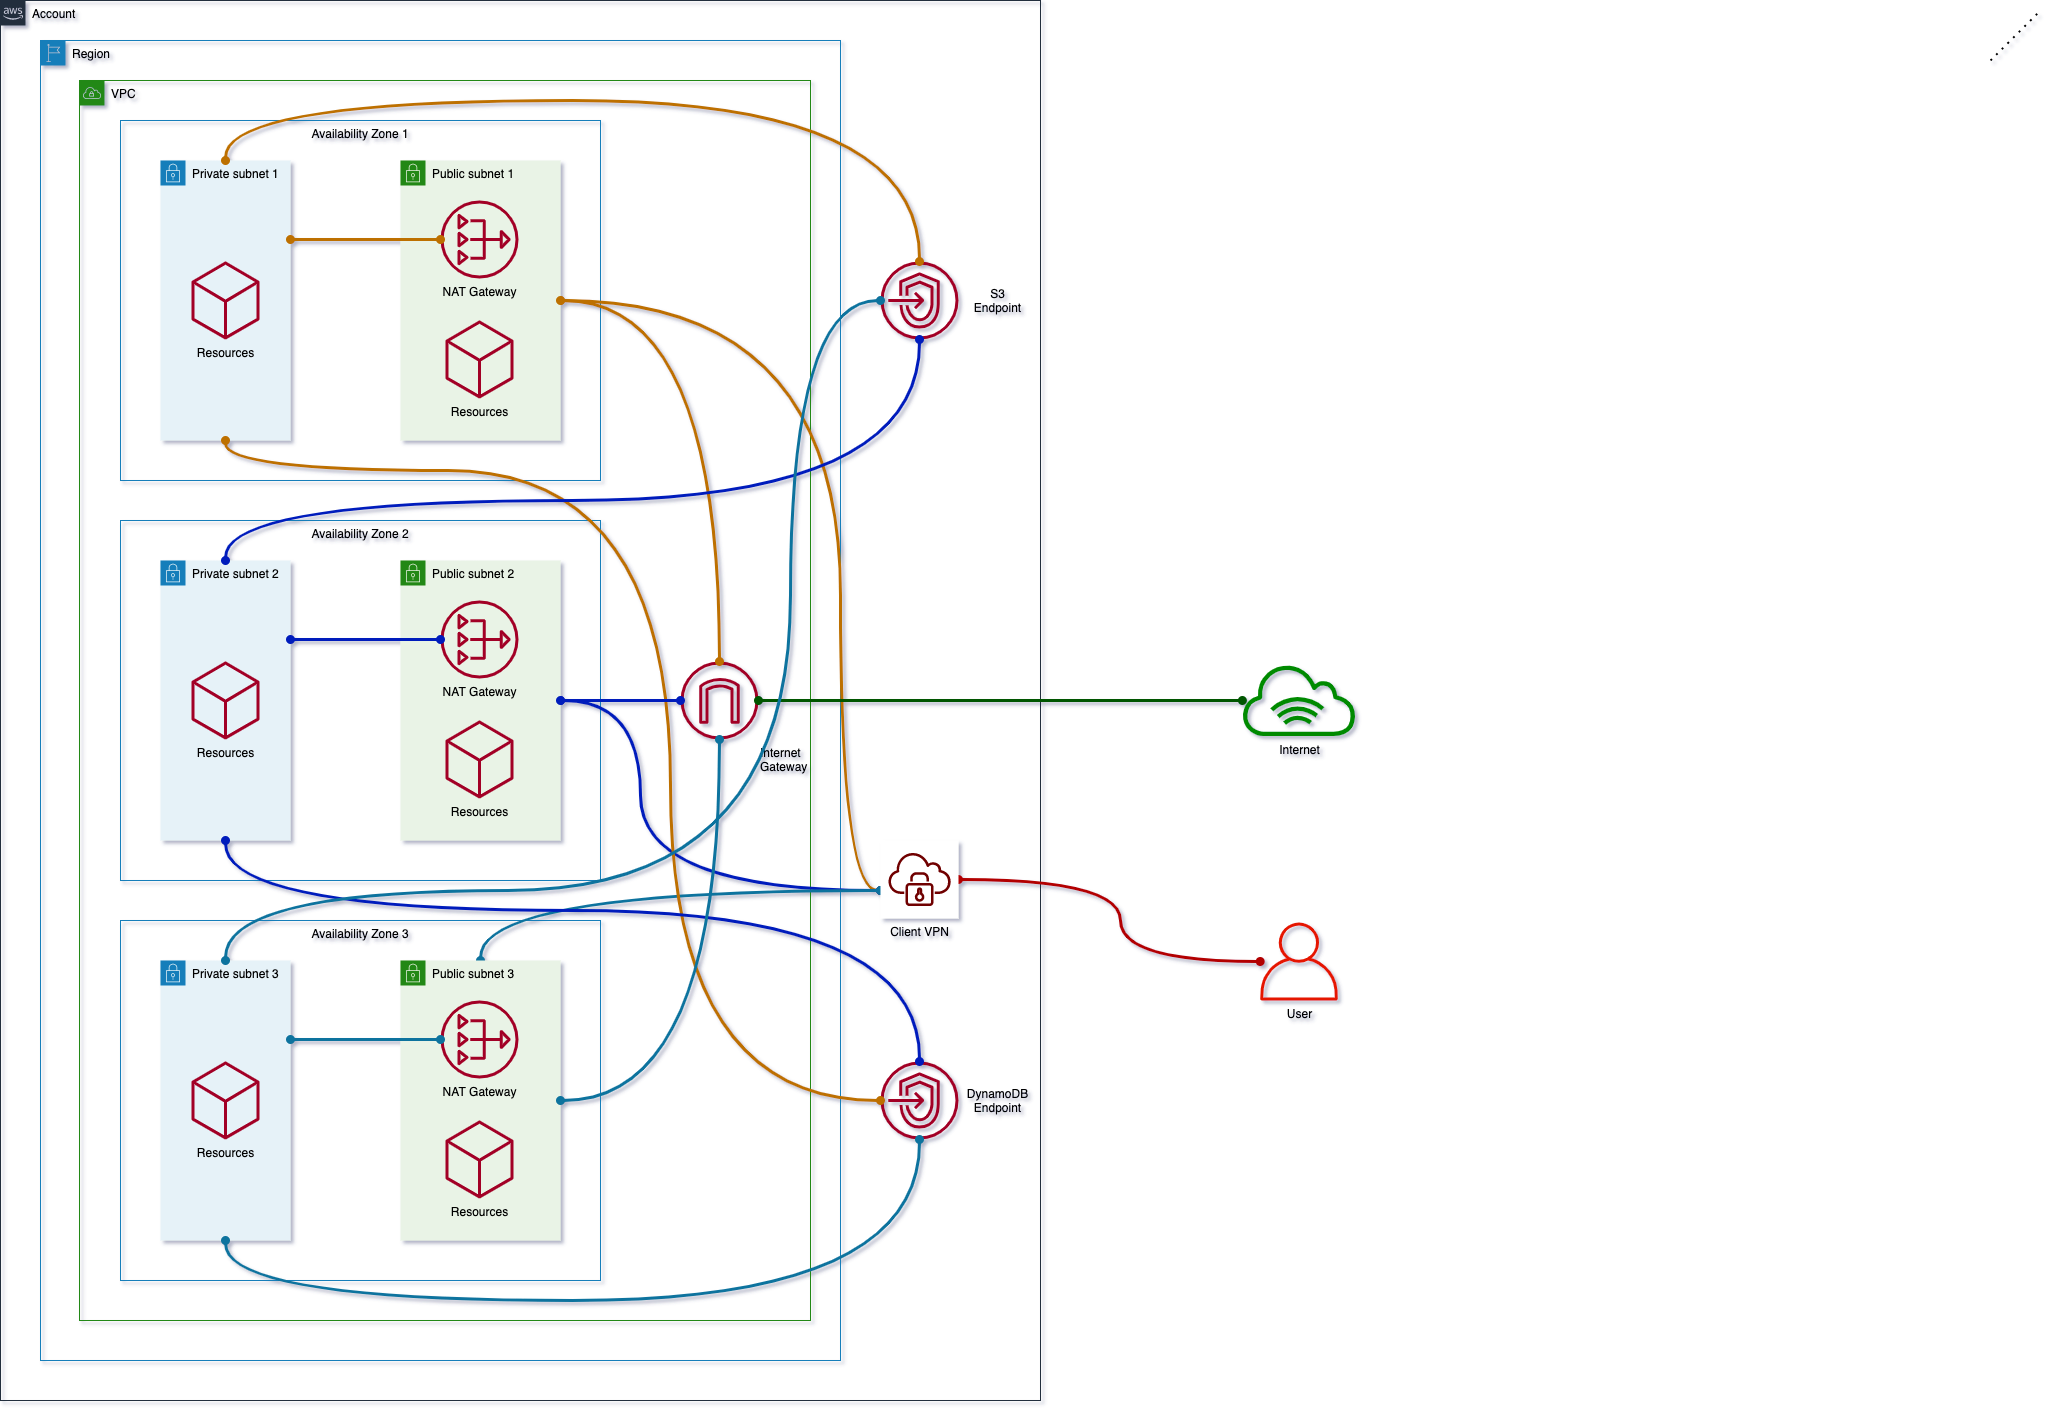 aws
Account
Region
VPC
Availability Zone 1
Private subnet 1
Public subnet 1
NAT Gateway
Resources
Resources
S3
Endpoint
Availability Zone 2
Private subnet 2
Public subnet 2
NAT Gateway
Resources
Resources
Internet
Gateway
Internet
Client VPN
Availability Zone 3
Private subnet 3
Public subnet 3
NAT Gateway
Resources
Resources
User
DynamoDB
Endpoint